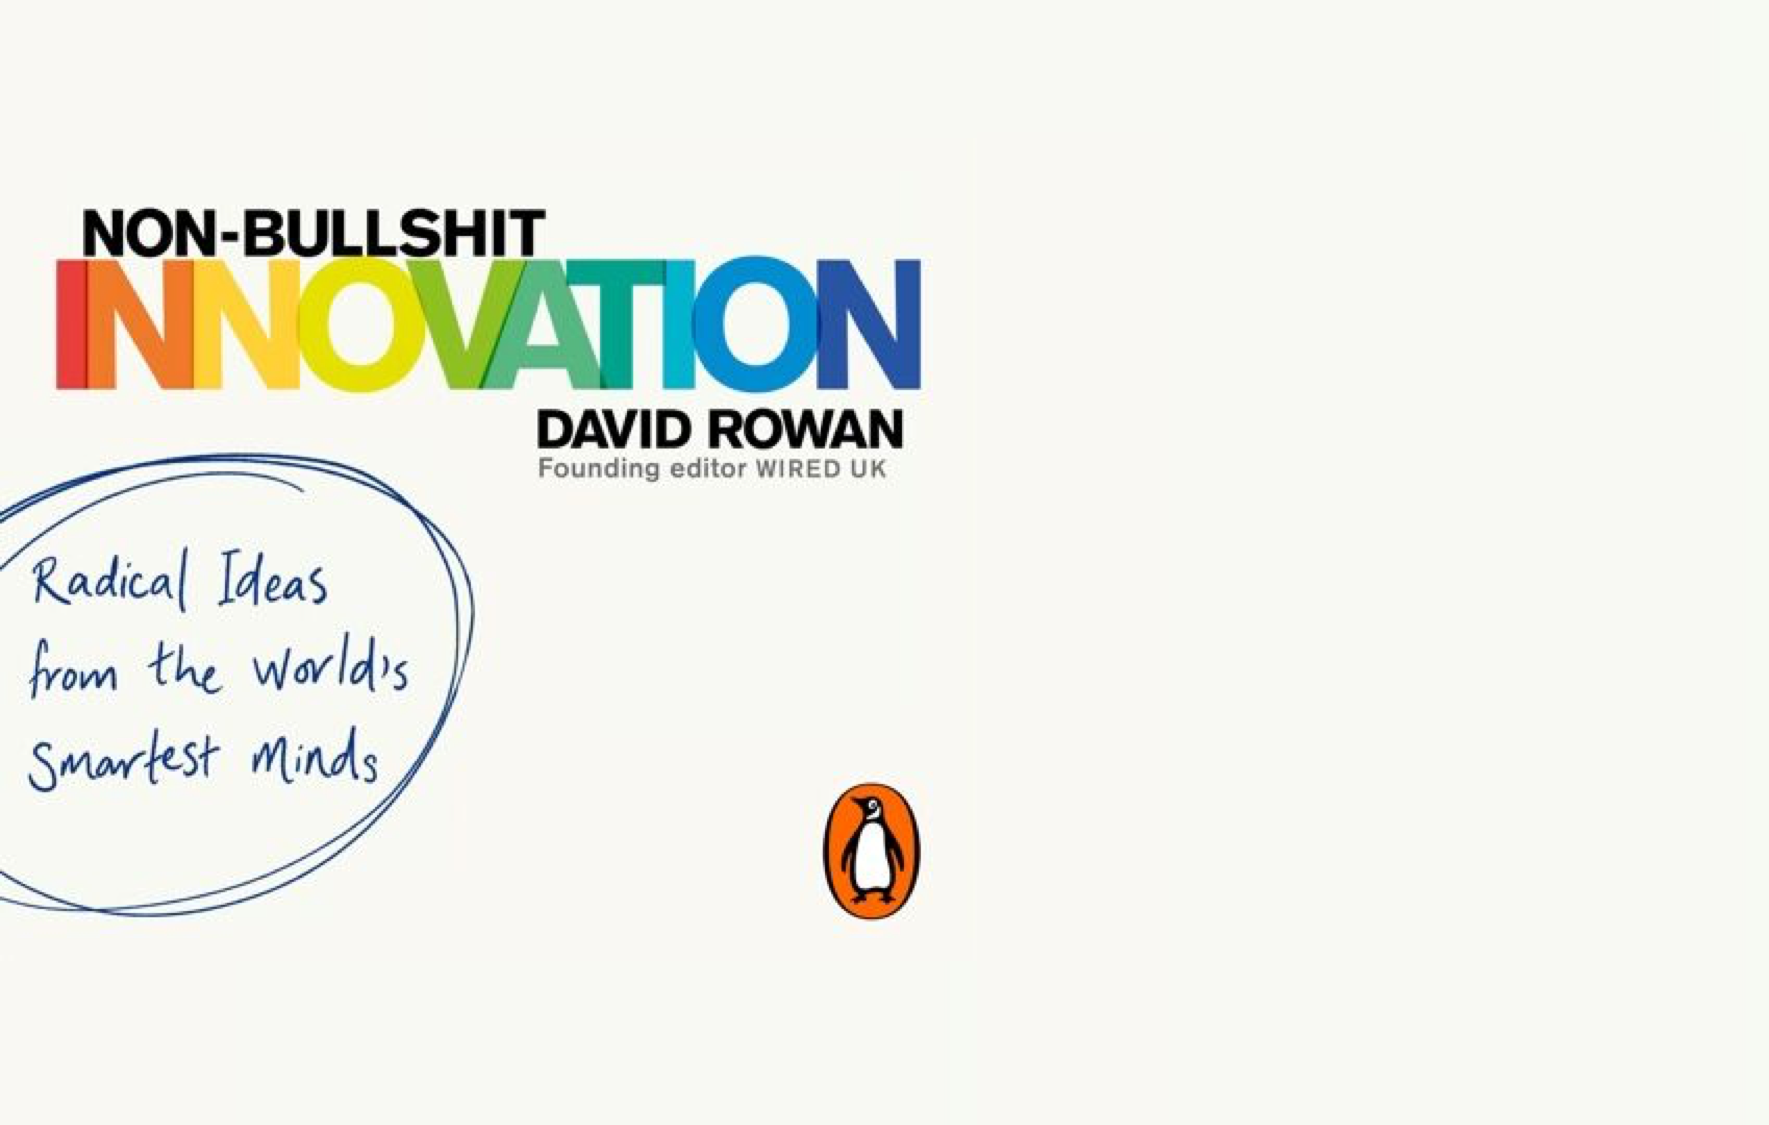 NON-BULLSHIT
INNOVATION
DAVID ROWAN
Founding editor WIRED UK
Radical Ideas
from the World's
Smartest Minds